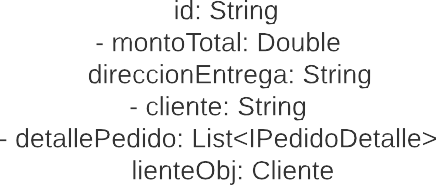 id: String
- montoTotal: Double
direccionEntrega: String
- cliente: String
- detallePedido: List<IPedidoDetalle>
lienteObj: Cliente